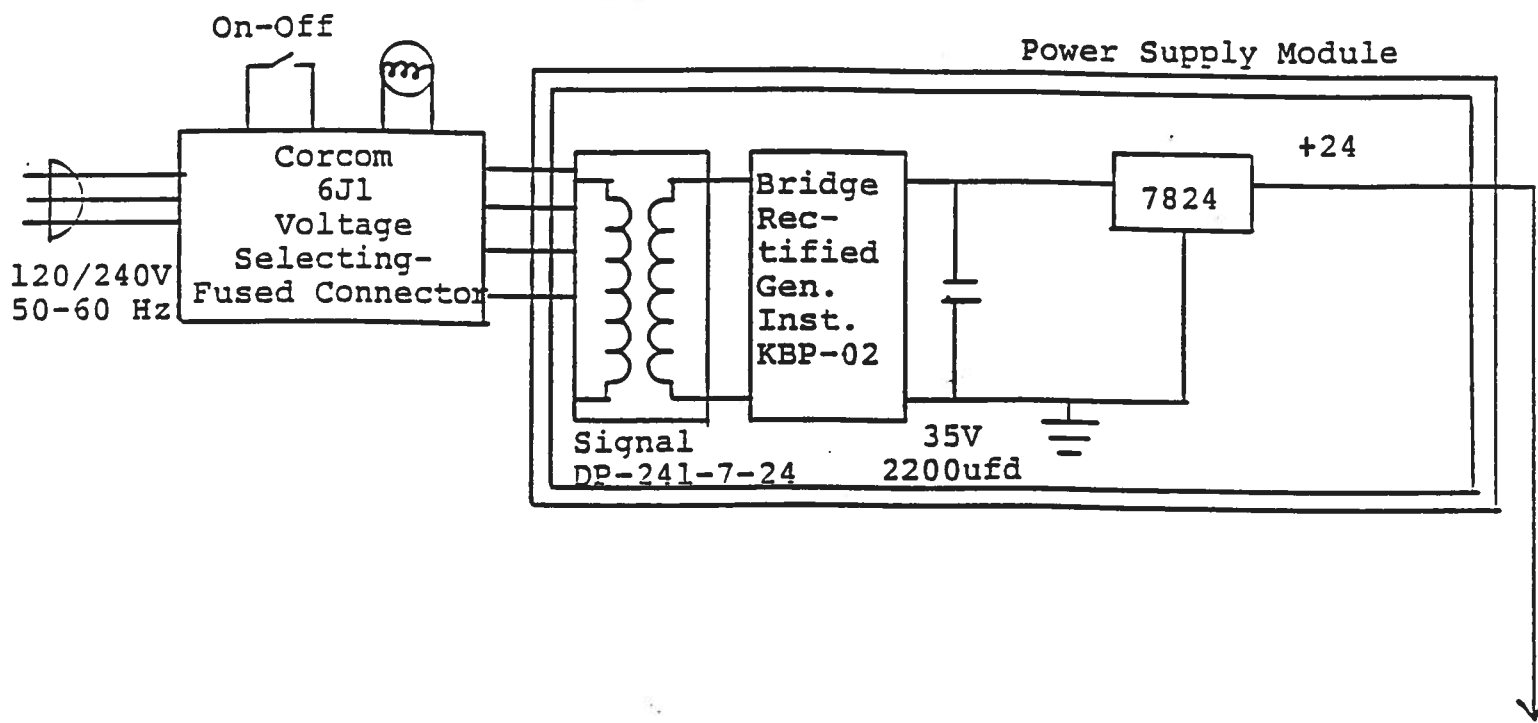 On-Off
Power Supply Module
Corcom
6J1
Voltage
Selecting-
Fused Connector
120/240V
50-60 Hz
Bridge
Rec-
tified
Gen.
Inst.
KBP-02
7824
+24
Signal
DP-241-7-24
35V
2200ufd